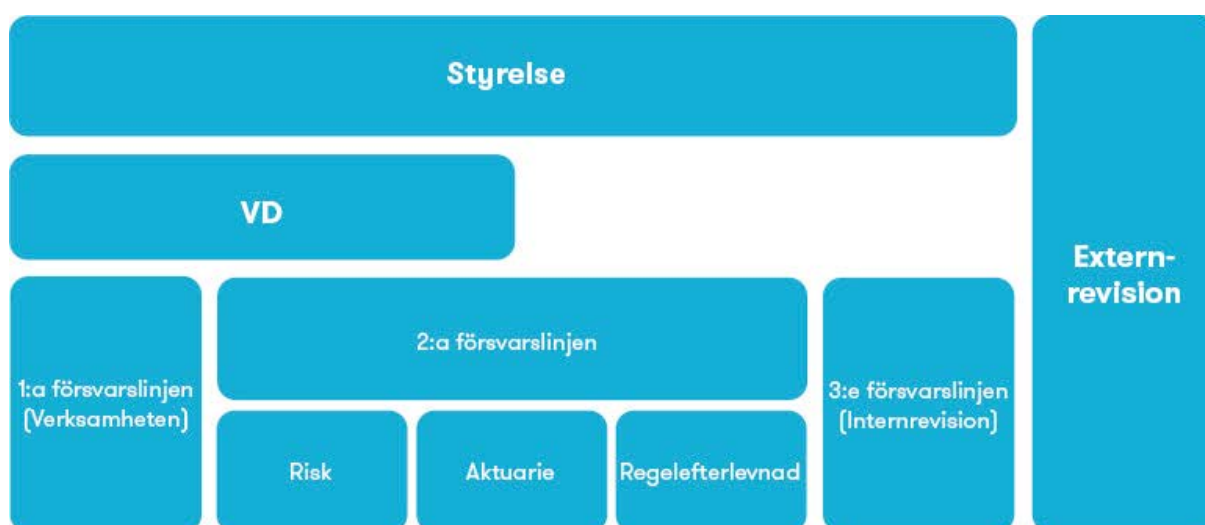 Styrelse
VD
Extern-
revision
1:a försvarslinjen
(Verksamheten)
2:a försvarslinjen
3:e försvarslinjen
(Internrevision)
Risk
Aktuarie
Regelefterlevnad